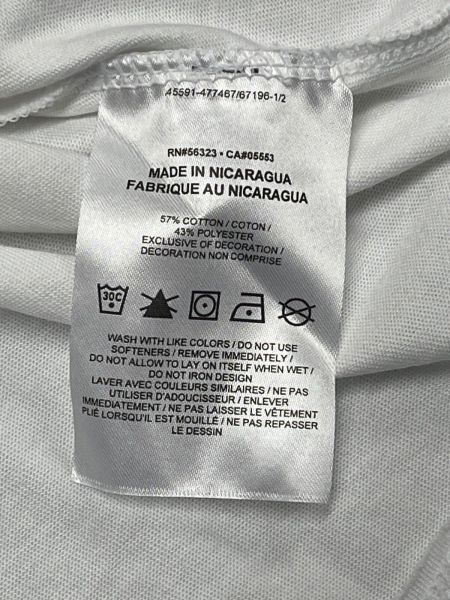 45591-477467/67196-1/2
RN#56323 • CA#05553
MADE IN NICARAGUA
FABRIQUE AU NICARAGUA
57% COTTON / COTON /
43% POLYESTER
EXCLUSIVE OF DECORATION /
DECORATION NON COMPRISE
30C
WASH WITH LIKE COLORS / DO NOT USE
SOFTENERS / REMOVE IMMEDIATELY /
DO NOT ALLOW TO LAY ON ITSELF WHEN WET /
DO NOT IRON DESIGN
LAVER AVEC COULEURS SIMILAIRES / NE PAS
UTILISER D'ADOUCISSEUR / ENLEVER
IMMEDIATEMENT / NE PAS LAISSER LE VÊTEMENT
PLIÉ LORSQU'IL EST MOUILLÉ / NE PAS REPASSER
LE DESSIN